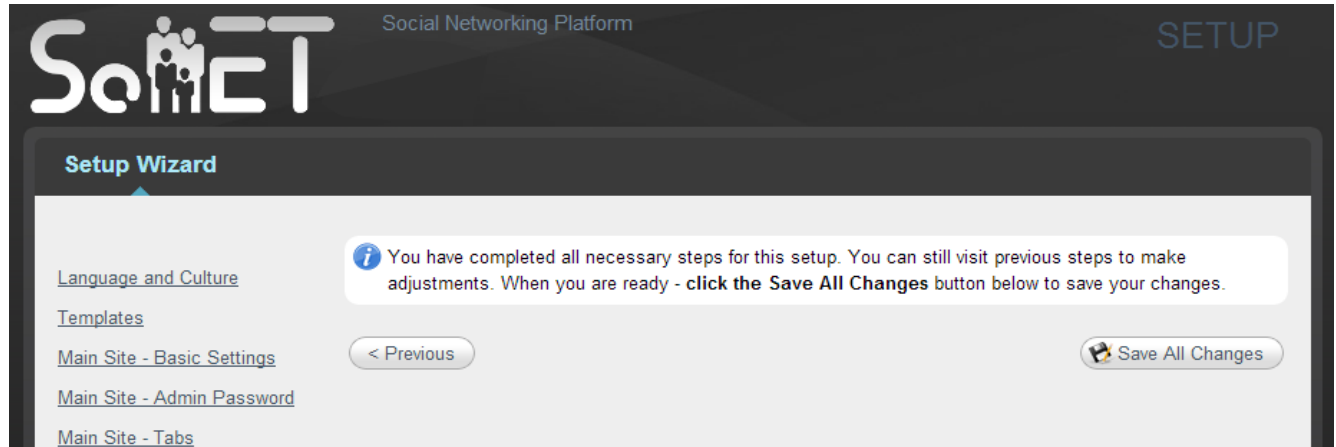 SoNET
Social Networking Platform
SETUP
Setup Wizard
Language and Culture
Templates
Main Site - Basic Settings
Main Site - Admin Password
Main Site - Tabs
You have completed all necessary steps for this setup. You can still visit previous steps to make
adjustments. When you are ready - click the Save All Changes button below to save your changes.
< Previous
Save All Changes